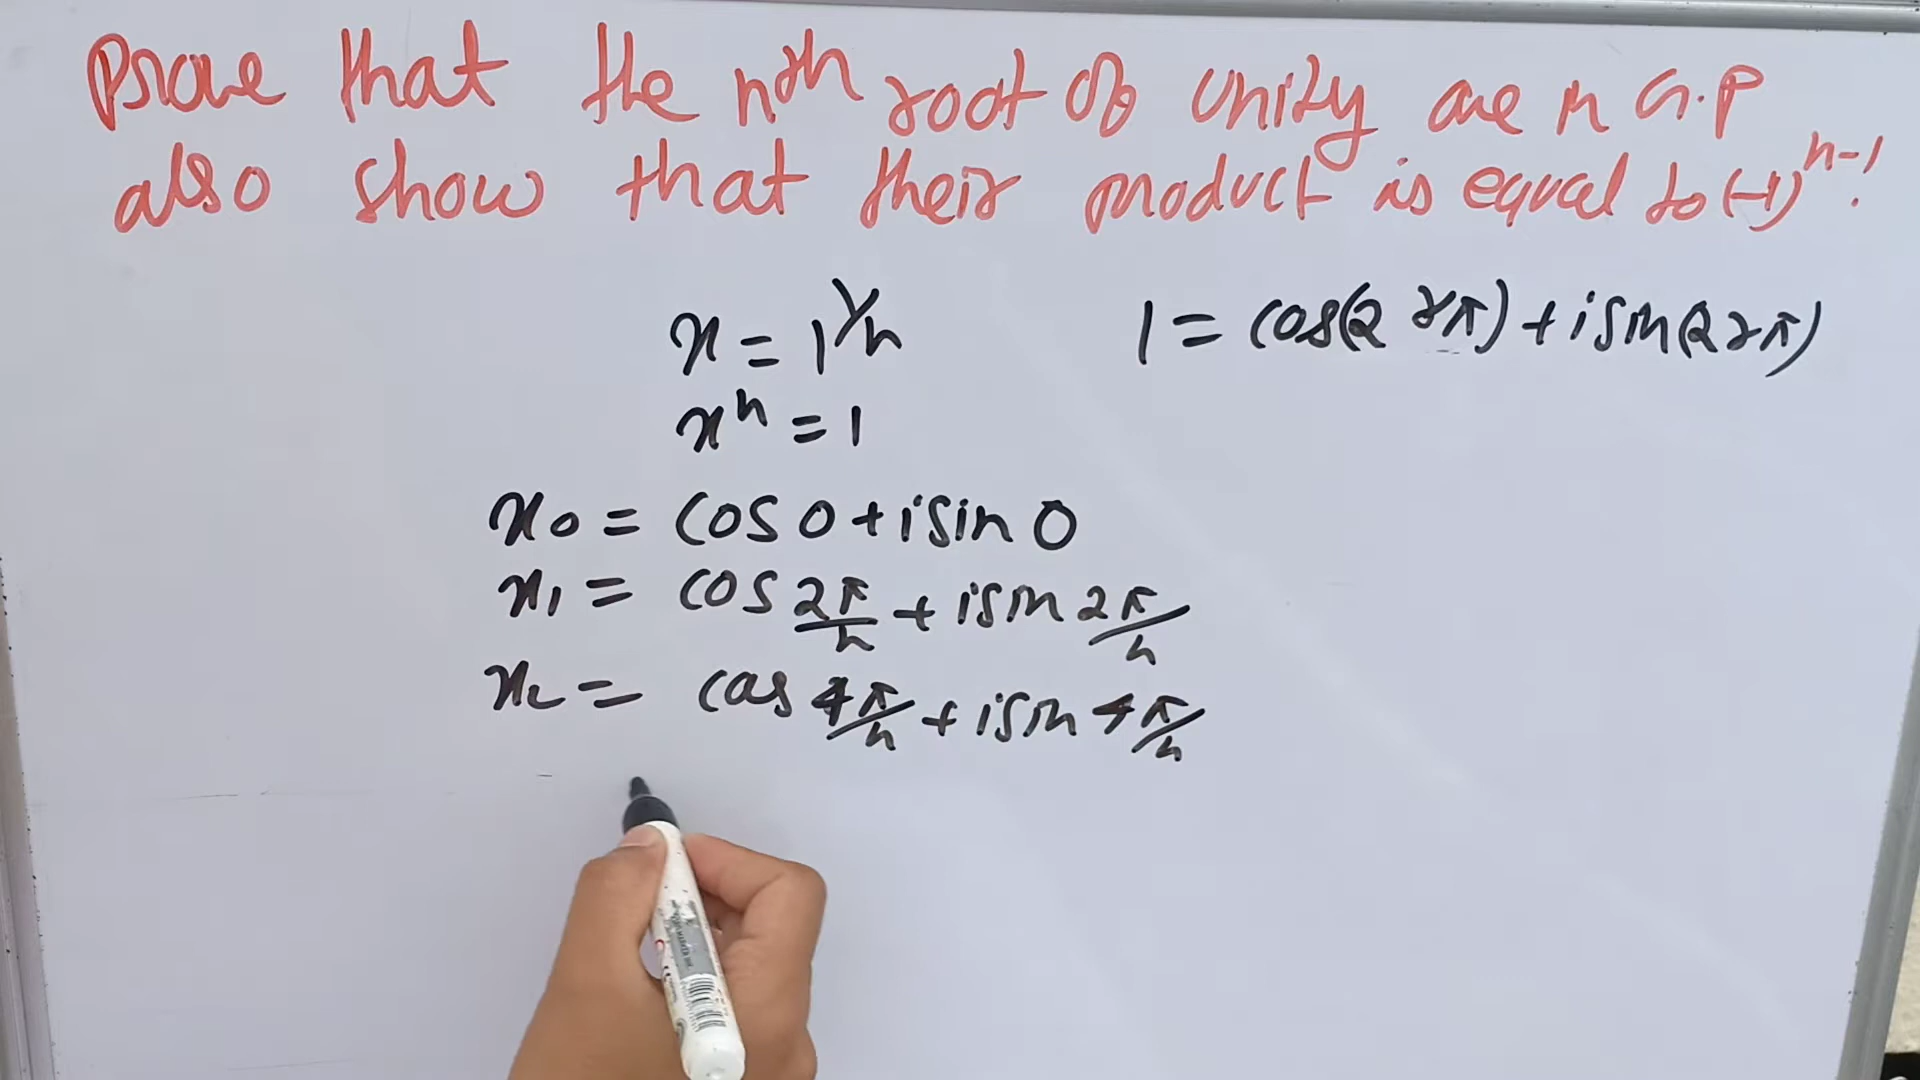 Prove that the nth root of unity are in G.P
also show that their product is equal to (-1)^n-1.
x = 1^1/n
1 = cos(2rπ) + isin(2rπ)
x^n = 1
x0 = cos 0 + isin 0
x1 = cos 2π/n + isin 2π/n
x2 = cos 4π/n + isin 4π/n